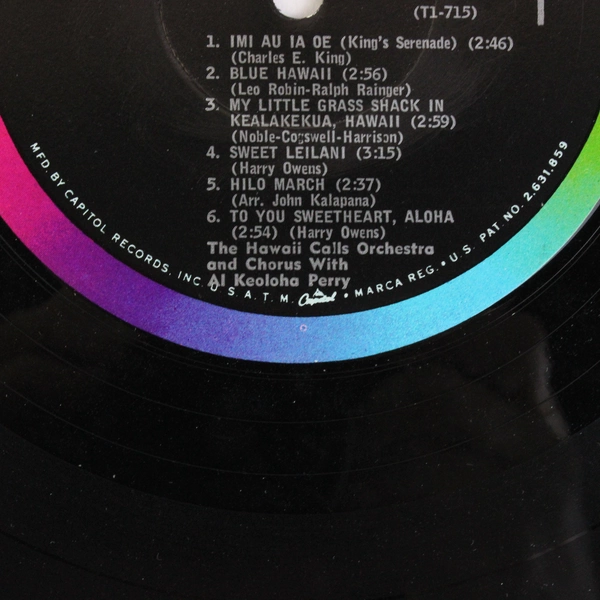 (T1-715)
1. IMI AU IA OE (King's Serenade) (2:46)
(Charles E. King)
2. BLUE HAWAII (2:56)
(Leo Robin-Ralph Rainger)
3. MY LITTLE GRASS SHACK IN
KEALAKEKUA, HAWAII (2:59)
(Noble-Cogswell-Harrison)
4. SWEET LEILANI (3:15)
(Harry Owens)
5. HILO MARCH (2:37)
(Arr. John Kalapana)
6. TO YOU SWEETHEART, ALOHA
(2:54) (Harry Owens)
The Hawaii Calls Orchestra
and Chorus With
Al Keoloha Perry
MFD. BY CAPITOL RECORDS, INC. U.S.A. T.M. Capitol • MARCA REG. • U.S. PAT. NO. 2,631,859